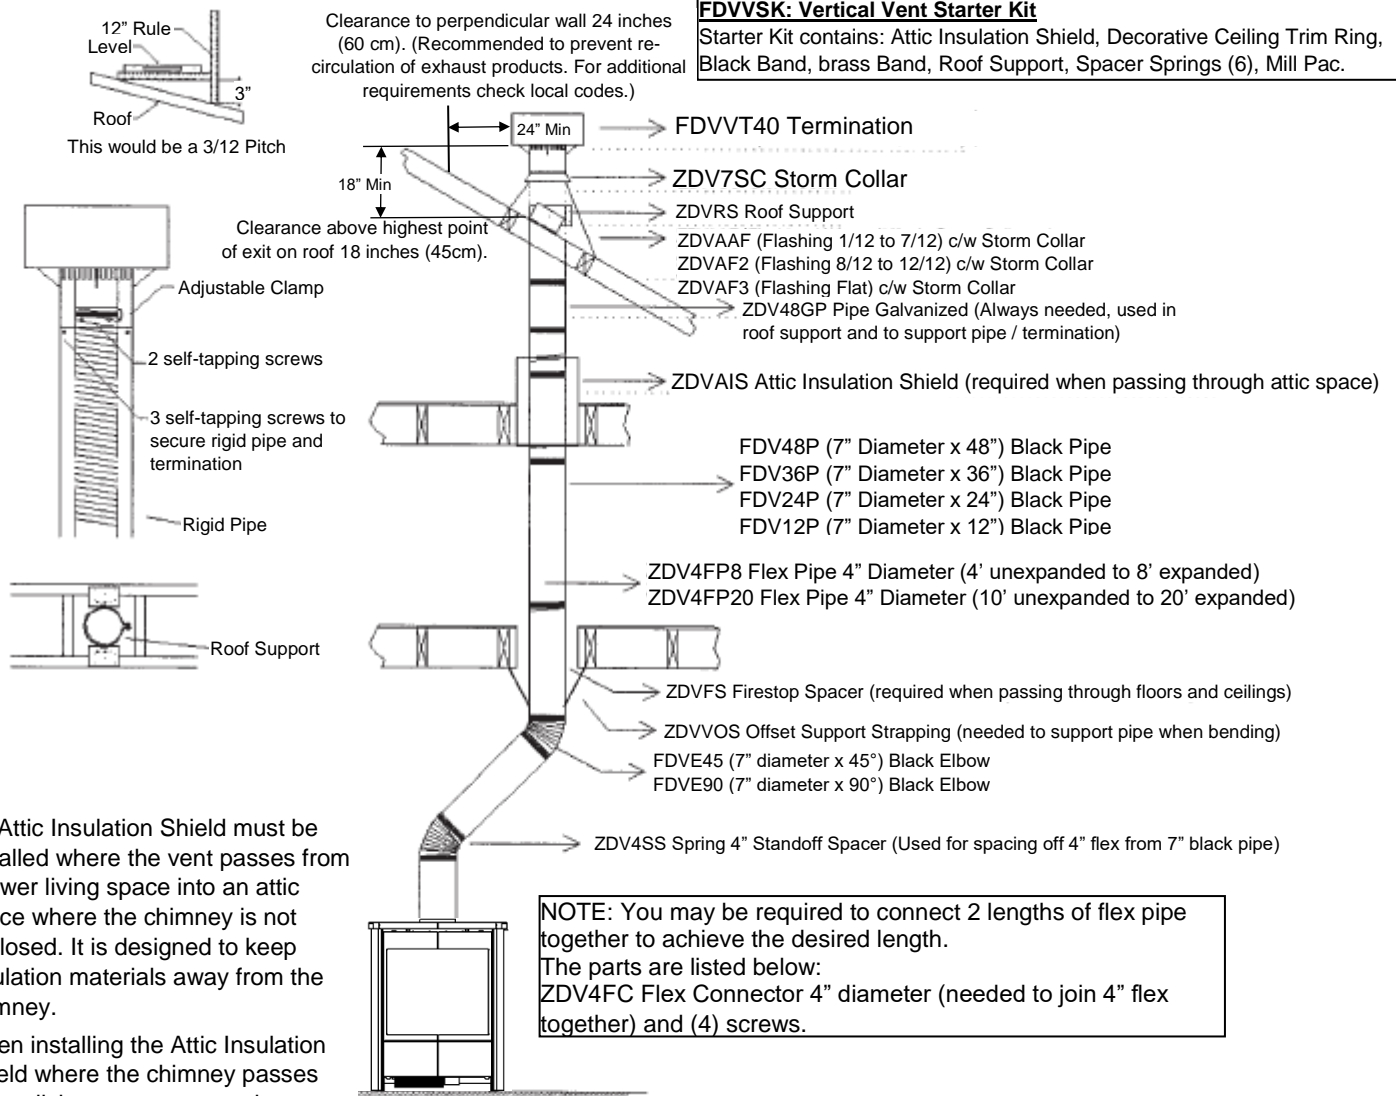 12” Rule
Level
3”
Roof
This would be a 3/12 Pitch
Clearance to perpendicular wall 24 inches
(60 cm). (Recommended to prevent re-
circulation of exhaust products. For additional
requirements check local codes.)
FDVVSK: Vertical Vent Starter Kit
Starter Kit contains: Attic Insulation Shield, Decorative Ceiling Trim Ring,
Black Band, brass Band, Roof Support, Spacer Springs (6), Mill Pac.
24” Min
18” Min
Clearance above highest point
of exit on roof 18 inches (45cm).
FDVVT40 Termination
ZDV7SC Storm Collar
ZDVRS Roof Support
ZDVAAF (Flashing 1/12 to 7/12) c/w Storm Collar
ZDVAF2 (Flashing 8/12 to 12/12) c/w Storm Collar
ZDVAF3 (Flashing Flat) c/w Storm Collar
ZDV48GP Pipe Galvanized (Always needed, used in
roof support and to support pipe / termination)
ZDVAIS Attic Insulation Shield (required when passing through attic space)
Adjustable Clamp
2 self-tapping screws
3 self-tapping screws to
secure rigid pipe and
termination
Rigid Pipe
Roof Support
FDV48P (7” Diameter x 48”) Black Pipe
FDV36P (7” Diameter x 36”) Black Pipe
FDV24P (7” Diameter x 24”) Black Pipe
FDV12P (7” Diameter x 12”) Black Pipe
ZDV4FP8 Flex Pipe 4” Diameter (4’ unexpanded to 8’ expanded)
ZDV4FP20 Flex Pipe 4” Diameter (10’ unexpanded to 20’ expanded)
ZDVFS Firestop Spacer (required when passing through floors and ceilings)
ZDVVOS Offset Support Strapping (needed to support pipe when bending)
FDVE45 (7” diameter x 45°) Black Elbow
FDVE90 (7” diameter x 90°) Black Elbow
ZDV4SS Spring 4” Standoff Spacer (Used for spacing off 4” flex from 7” black pipe)
Attic Insulation Shield must be
alled where the vent passes from
wer living space into an attic
ce where the chimney is not
losed. It is designed to keep
ulation materials away from the
mney.
en installing the Attic Insulation
eld where the chimney passes
NOTE: You may be required to connect 2 lengths of flex pipe
together to achieve the desired length.
The parts are listed below:
ZDV4FC Flex Connector 4” diameter (needed to join 4” flex
together) and (4) screws.